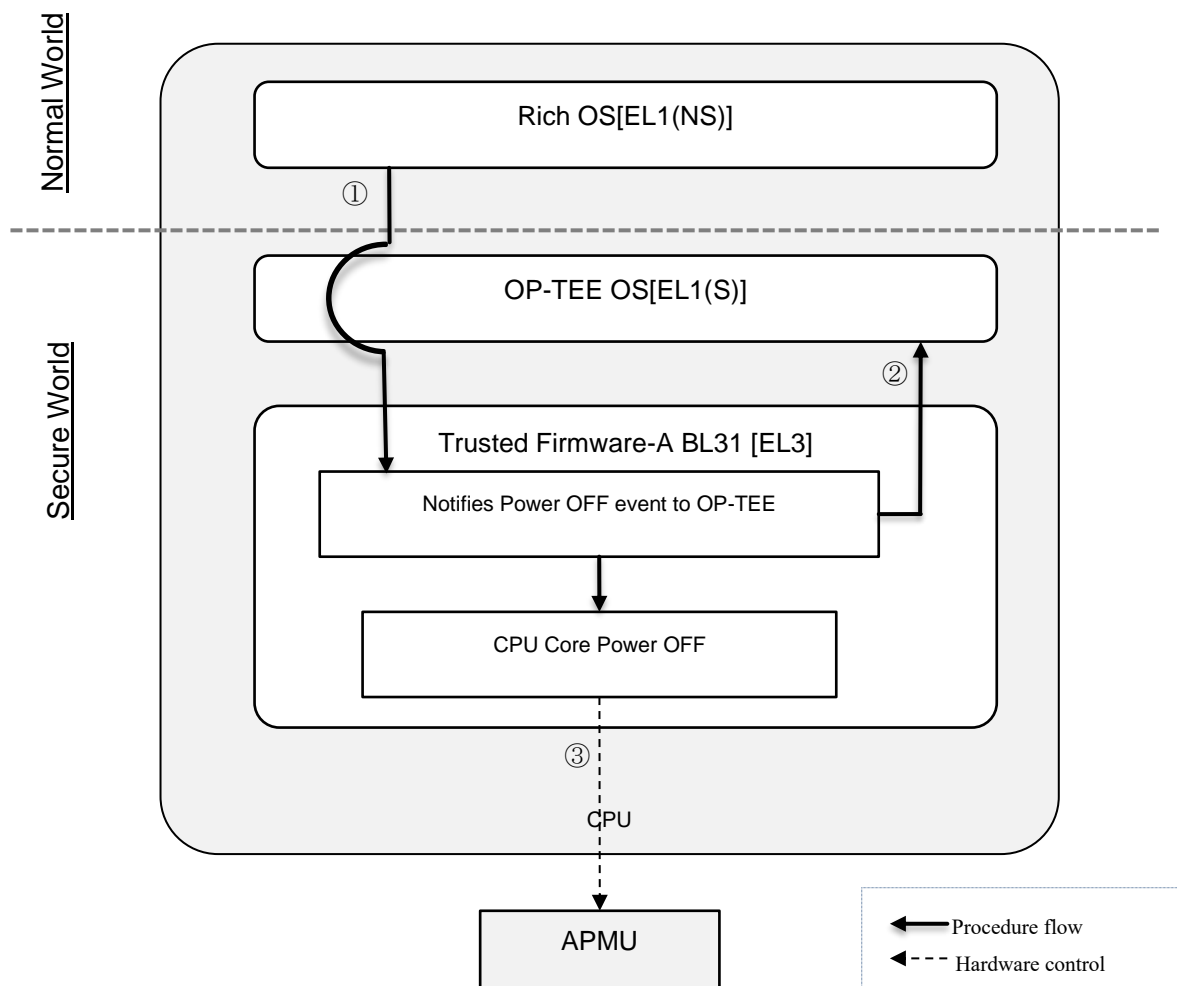 Normal World
Rich OS[EL1(NS)]
①
OP-TEE OS[EL1(S)]
Secure World
②
Trusted Firmware-A BL31 [EL3]
Notifies Power OFF event to OP-TEE
CPU Core Power OFF
③
CPU
APMU
Procedure flow
Hardware control